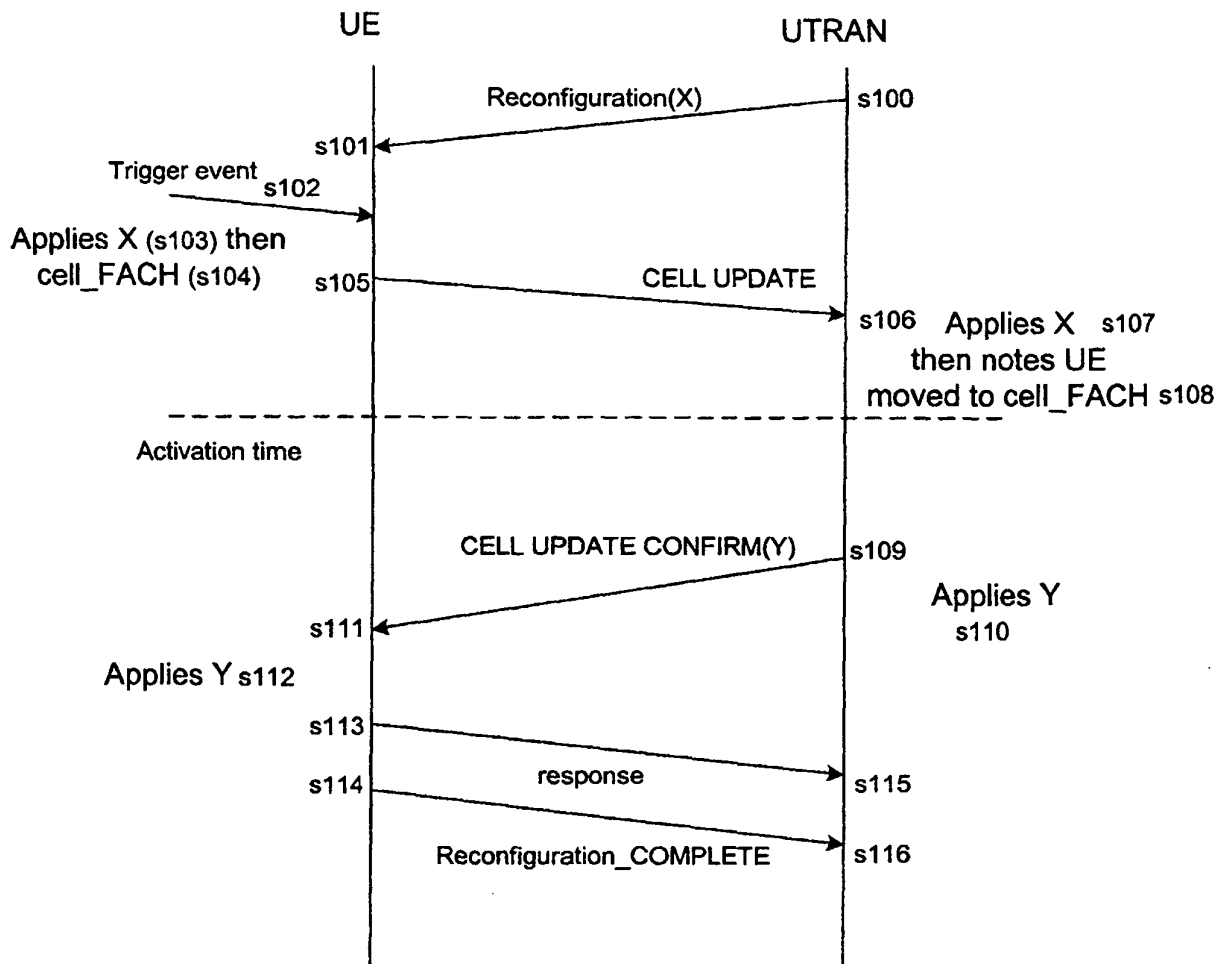 UE
UTRAN
Reconfiguration(X)
s100
s101
Trigger event
s102
Applies X (s103) then
cell_FACH (s104)
s105
CELL UPDATE
s106
Applies X s107
then notes UE
moved to cell_FACH s108
Activation time
CELL UPDATE CONFIRM(Y)
s109
Applies Y
s110
s111
Applies Y s112
s113
response
s115
s114
Reconfiguration_COMPLETE
s116